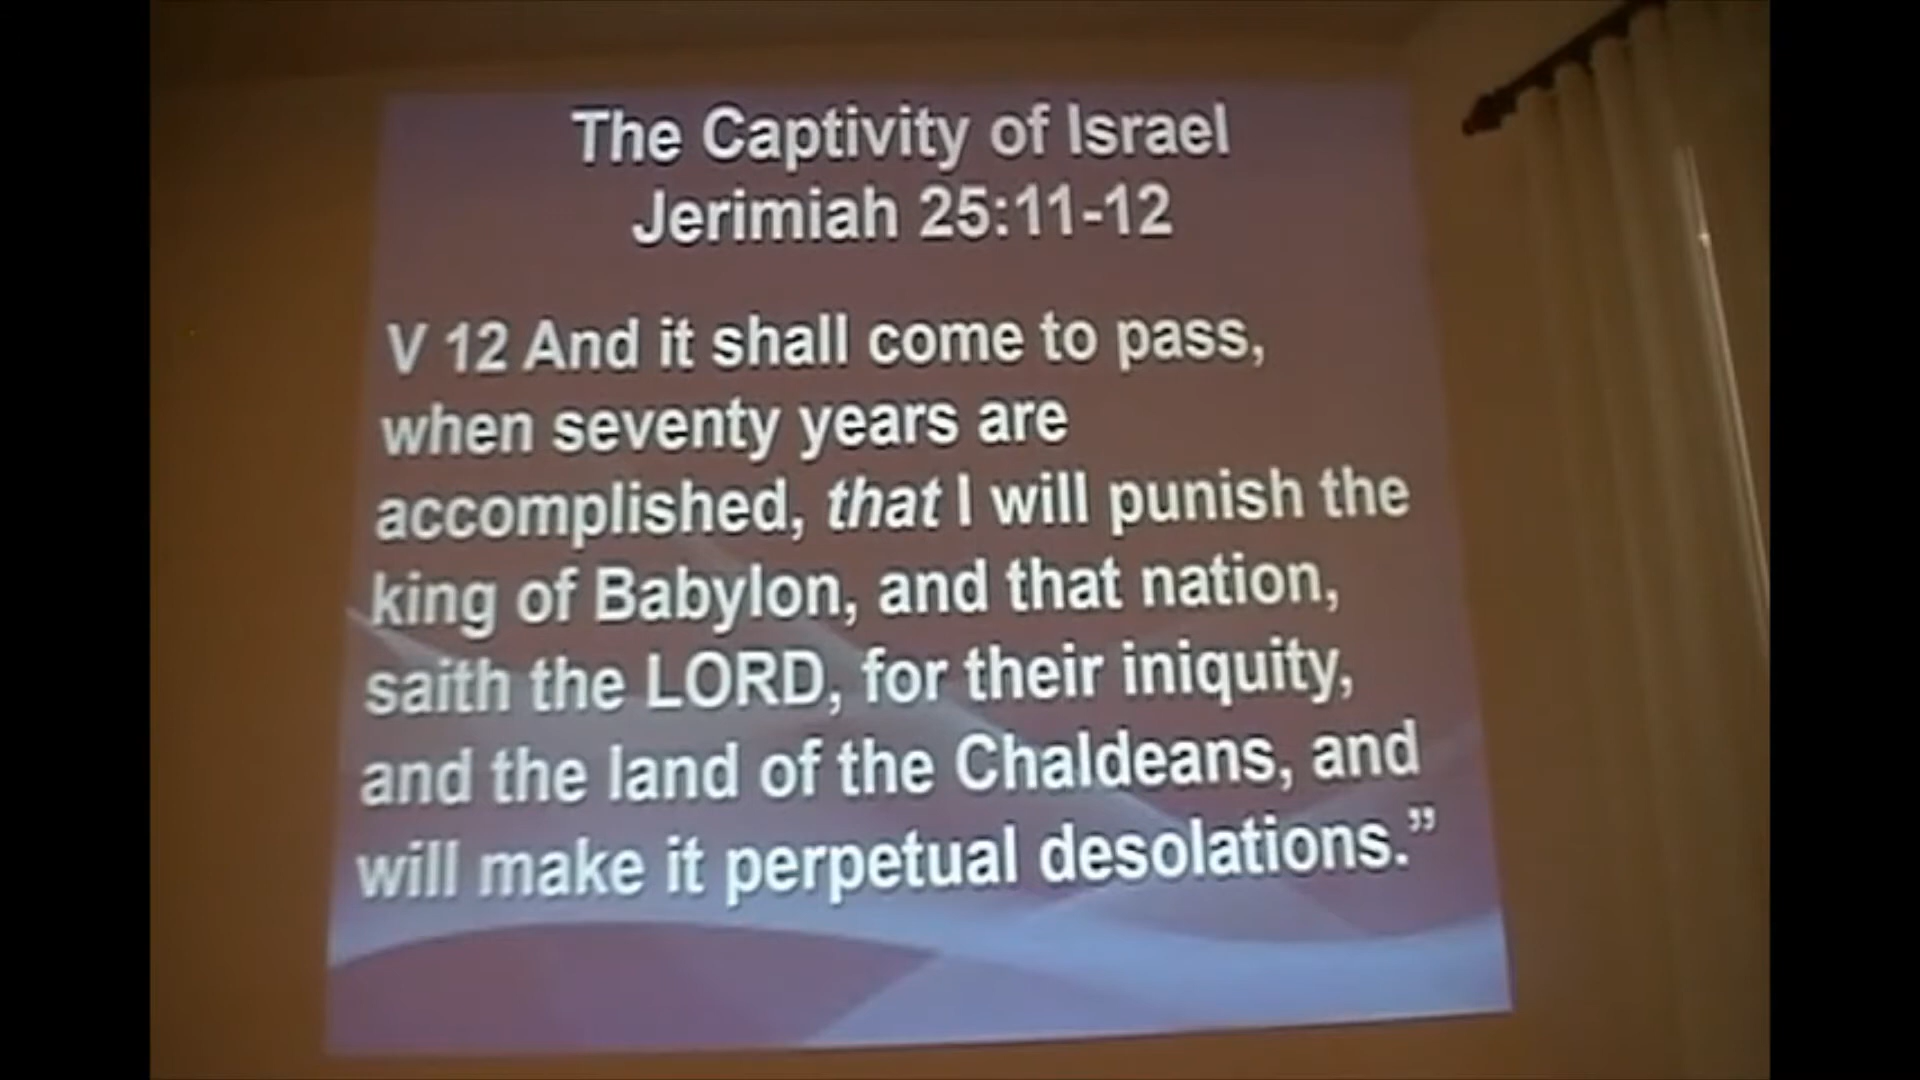 The Captivity of Israel
Jerimiah 25:11-12
V 12 And it shall come to pass,
when seventy years are
accomplished, that I will punish the
king of Babylon, and that nation,
saith the LORD, for their iniquity,
and the land of the Chaldeans, and
will make it perpetual desolations.”